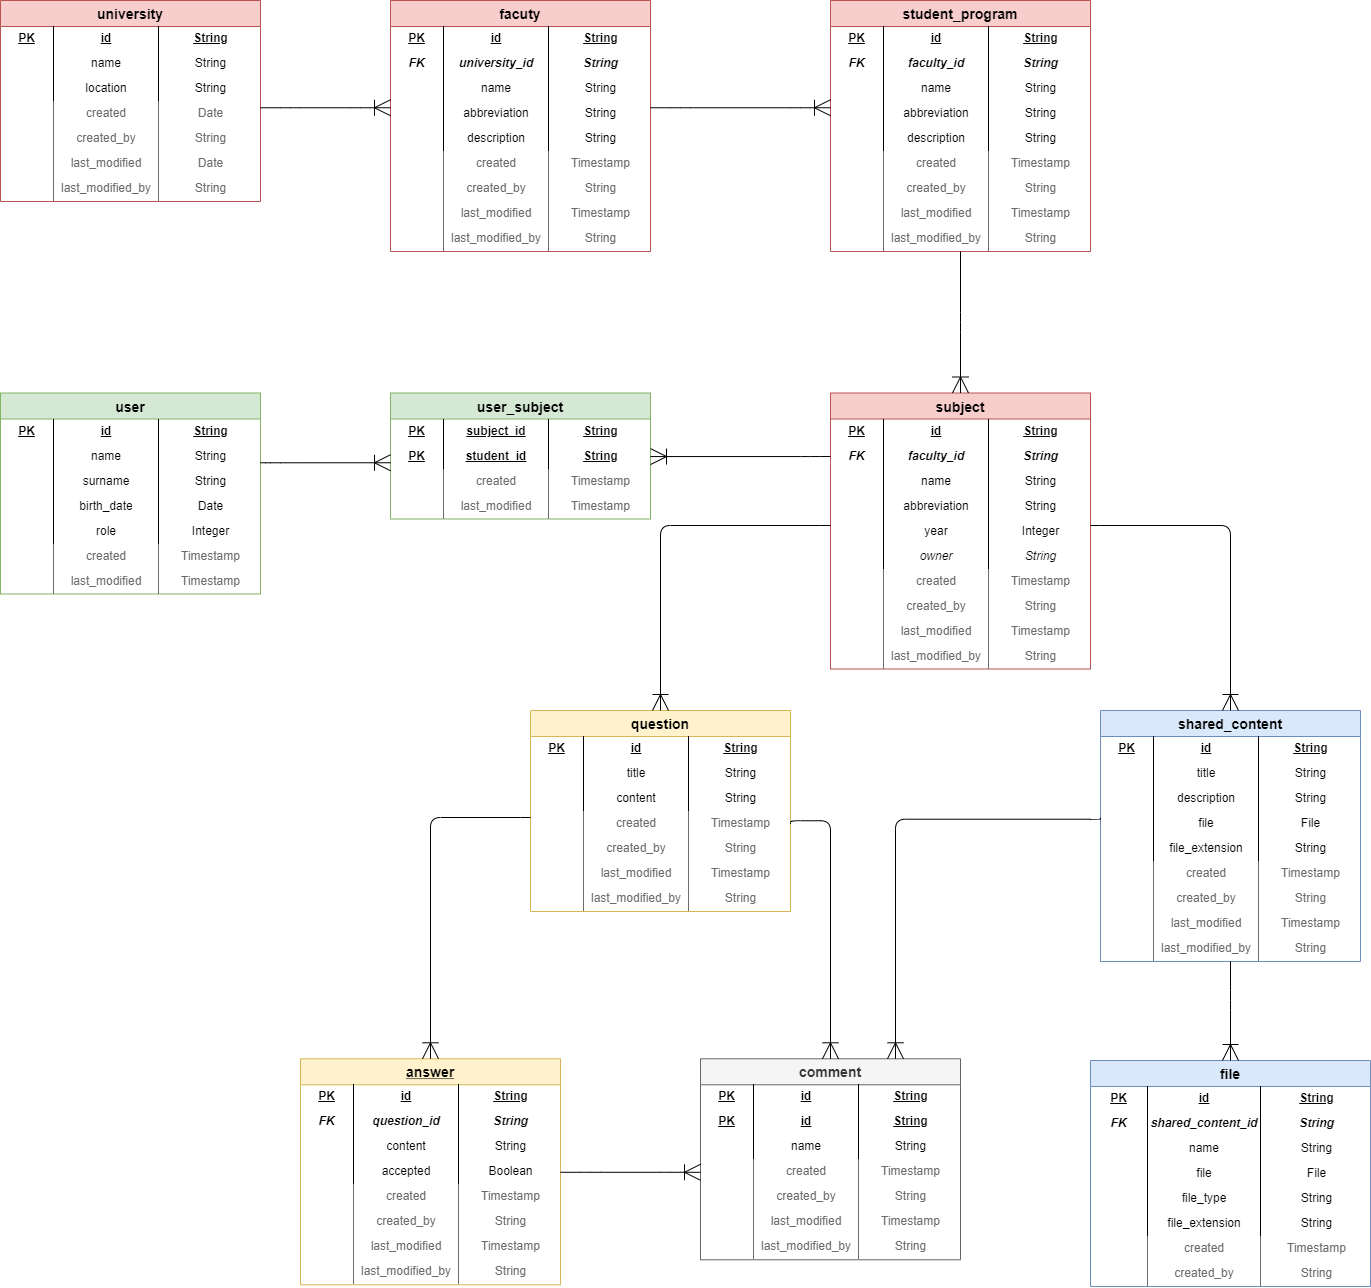 university
PK id String
name String
location String
created Date
created_by String
last_modified Date
last_modified_by String
facuty
PK id String
FK university_id String
name String
abbreviation String
description String
created Timestamp
created_by String
last_modified Timestamp
last_modified_by String
student_program
PK id String
FK faculty_id String
name String
abbreviation String
description String
created Timestamp
created_by String
last_modified Timestamp
last_modified_by String
user
PK id String
name String
surname String
birth_date Date
role Integer
created Timestamp
last_modified Timestamp
user_subject
PK subject_id String
PK student_id String
created Timestamp
last_modified Timestamp
subject
PK id String
FK faculty_id String
name String
abbreviation String
year Integer
owner String
created Timestamp
created_by String
last_modified Timestamp
last_modified_by String
question
PK id String
title String
content String
created Timestamp
created_by String
last_modified Timestamp
last_modified_by String
shared_content
PK id String
title String
description String
file File
file_extension String
created Timestamp
created_by String
last_modified Timestamp
last_modified_by String
answer
PK id String
FK question_id String
content String
accepted Boolean
created Timestamp
created_by String
last_modified Timestamp
last_modified_by String
comment
PK id String
PK id String
name String
created Timestamp
created_by String
last_modified Timestamp
last_modified_by String
file
PK id String
FK shared_content_id String
name String
file File
file_type String
file_extension String
created Timestamp
created_by String